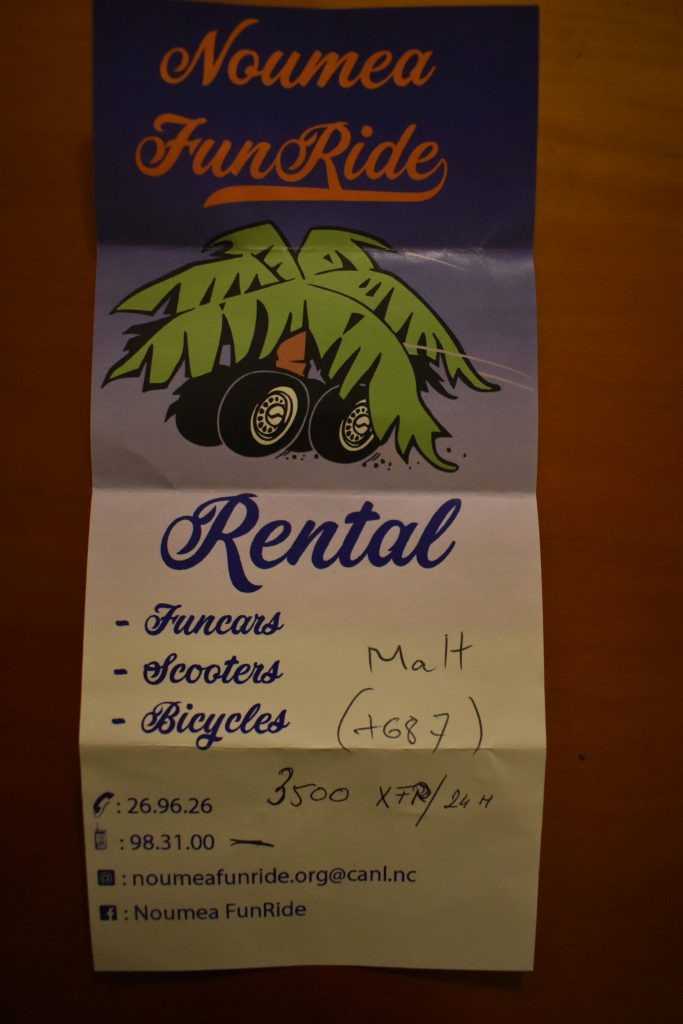 Noumea
FunRide
Rental
- Funcars
- Scooters
- Bicycles
Malt
(+687)
3500 XFR/24H
: 26.96.26
: 98.31.00
@ : noumeafunride.org@canl.nc
f : Noumea FunRide